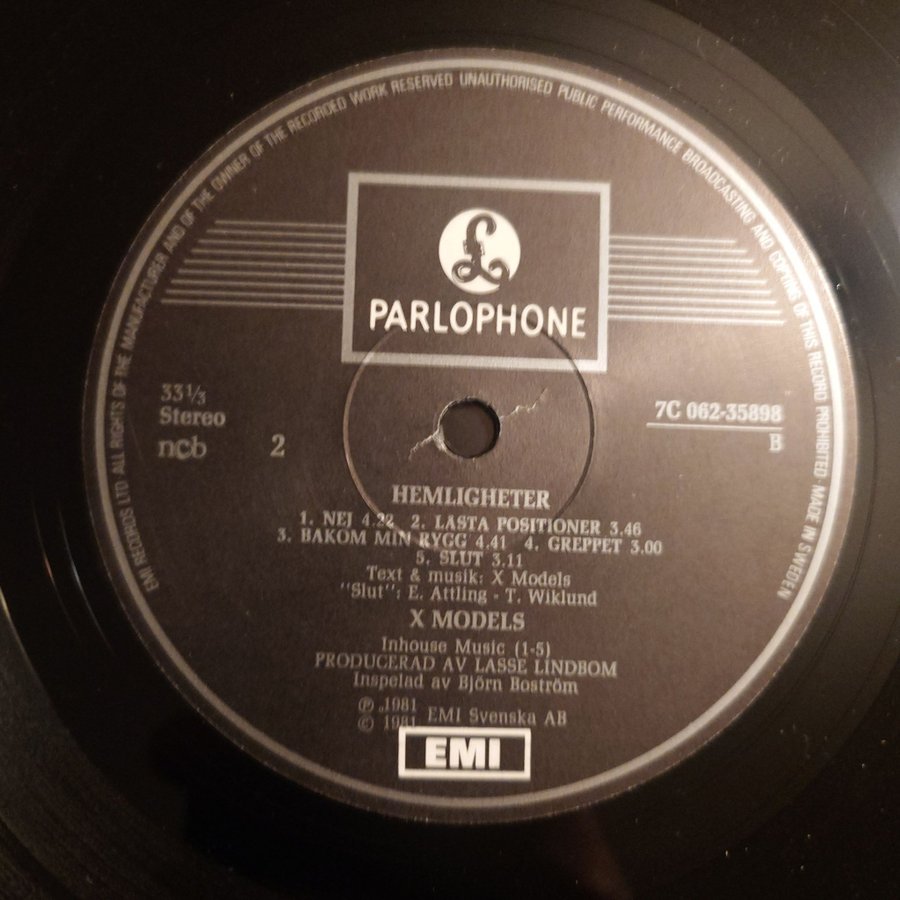 EMI RECORDS LTD ALL RIGHTS OF THE MANUFACTURER AND OF THE OWNER OF THE RECORDED WORK RESERVED UNAUTHORISED PUBLIC PERFORMANCE BROADCASTING AND COPYING OF THIS RECORD PROHIBITED · MADE IN SWEDEN
£
PARLOPHONE
33 1/3
Stereo
ncb
2
7C 062-35898
B
HEMLIGHETER
1. NEJ 4.22 2. LASTA POSITIONER 3.46
3. BAKOM MIN RYGG 4.41 4. GREPPET 3.00
5. SLUT 3.11
Text & musik: X Models
"Slut": E. Attling - T. Wiklund
X MODELS
Inhouse Music (1-5)
PRODUCERAD AV LASSE LINDBOM
Inspelad av Björn Boström
℗ 1981
© 1981 EMI Svenska AB
EMI